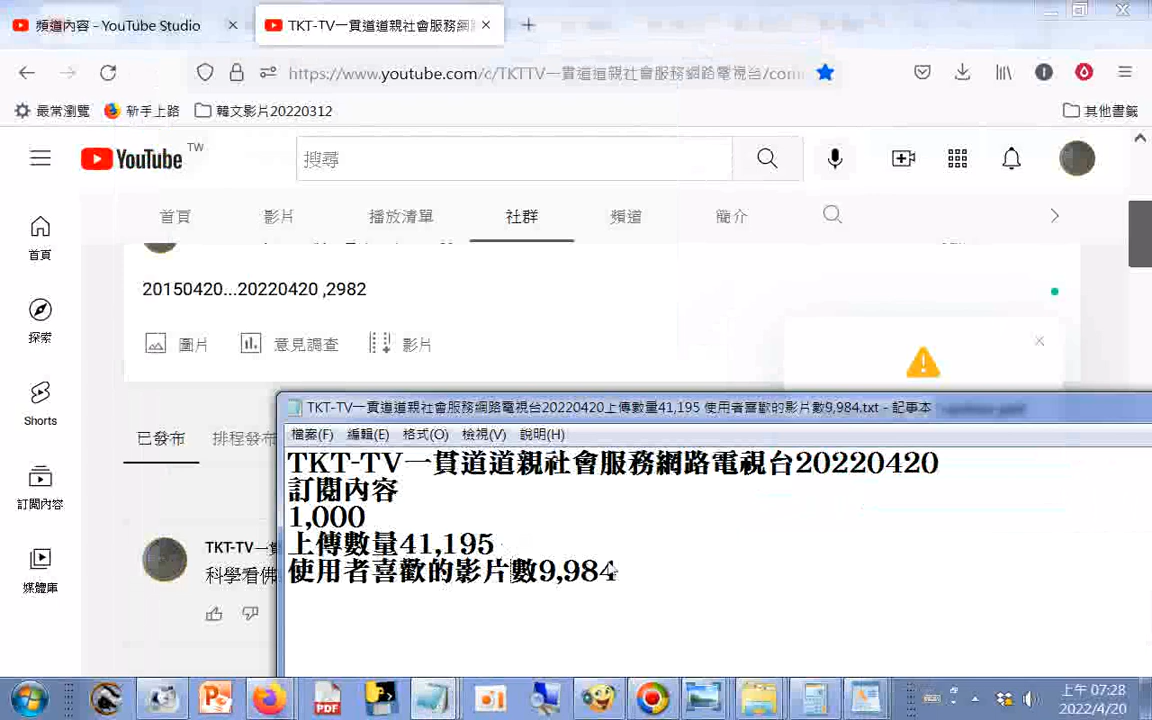 頻道內容 - YouTube Studio
TKT-TV一貫道道親社會服務網
https://www.youtube.com/c/TKTTV一貫道道親社會服務網路電視台/com
最常瀏覽
新手上路
韓文影片20220312
其他書籤
YouTube TW
搜尋
首頁
影片
播放清單
社群
頻道
簡介
首頁
探索
Shorts
訂閱內容
媒體庫
20150420...20220420 ,2982
圖片
意見調查
影片
已發布
排程發布
TKT-TV一貫
科學看佛
TKT-TV一貫道道親社會服務網路電視台20220420上傳數量41,195 使用者喜歡的影片數9,984.txt - 記事本
檔案(F) 編輯(E) 格式(O) 檢視(V) 說明(H)
TKT-TV一貫道道親社會服務網路電視台20220420
訂閱內容
1,000
上傳數量41,195
使用者喜歡的影片數9,984
PDF
上午 07:28
2022/4/20